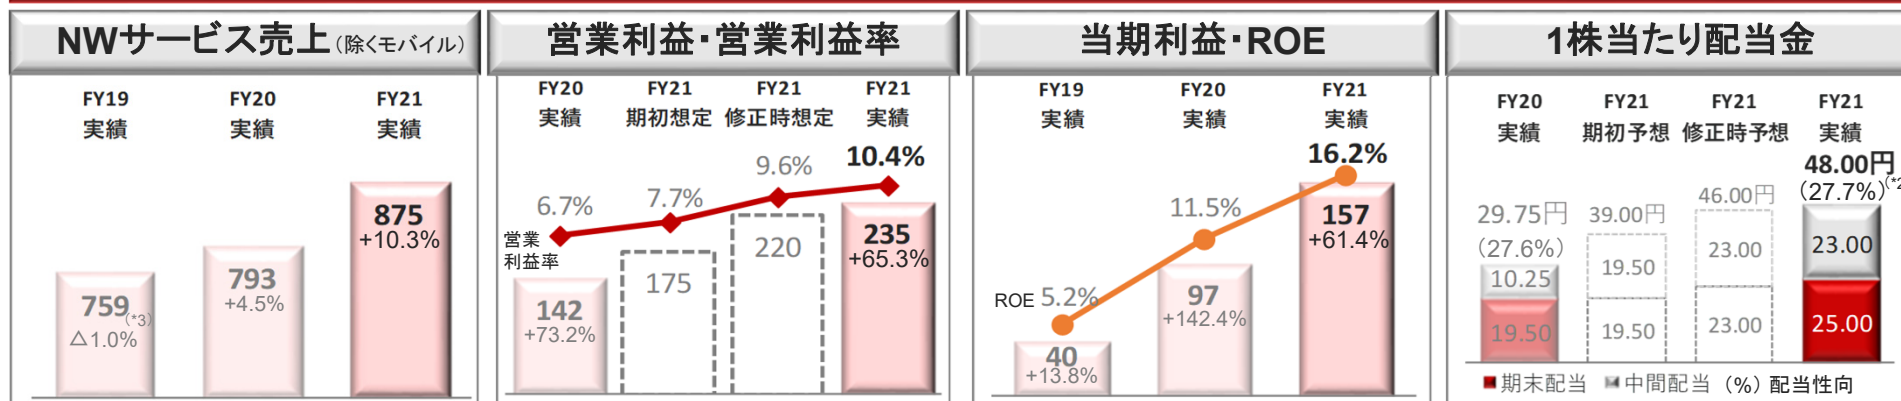 NWサービス売上(除くモバイル)
FY19 FY20 FY21
実績 実績 実績
875
+10.3%
793
+4.5%
759(*3)
△1.0%
営業利益・営業利益率
FY20 FY21 FY21 FY21
実績 期初想定 修正時想定 実績
6.7% 7.7% 9.6% 10.4%
営業
利益率
142
+73.2%
175
220
235
+65.3%
当期利益・ROE
FY19 FY20 FY21
実績 実績 実績
ROE 5.2% 11.5% 16.2%
40
+13.8%
97
+142.4%
157
+61.4%
1株当たり配当金
FY20 FY21 FY21 FY21
実績 期初予想 修正時予想 実績
29.75円
(27.6%)
10.25
19.50
39.00円
19.50
19.50
46.00円
23.00
23.00
48.00円
(27.7%)(*2
23.00
25.00
期末配当 中間配当 (%) 配当性向